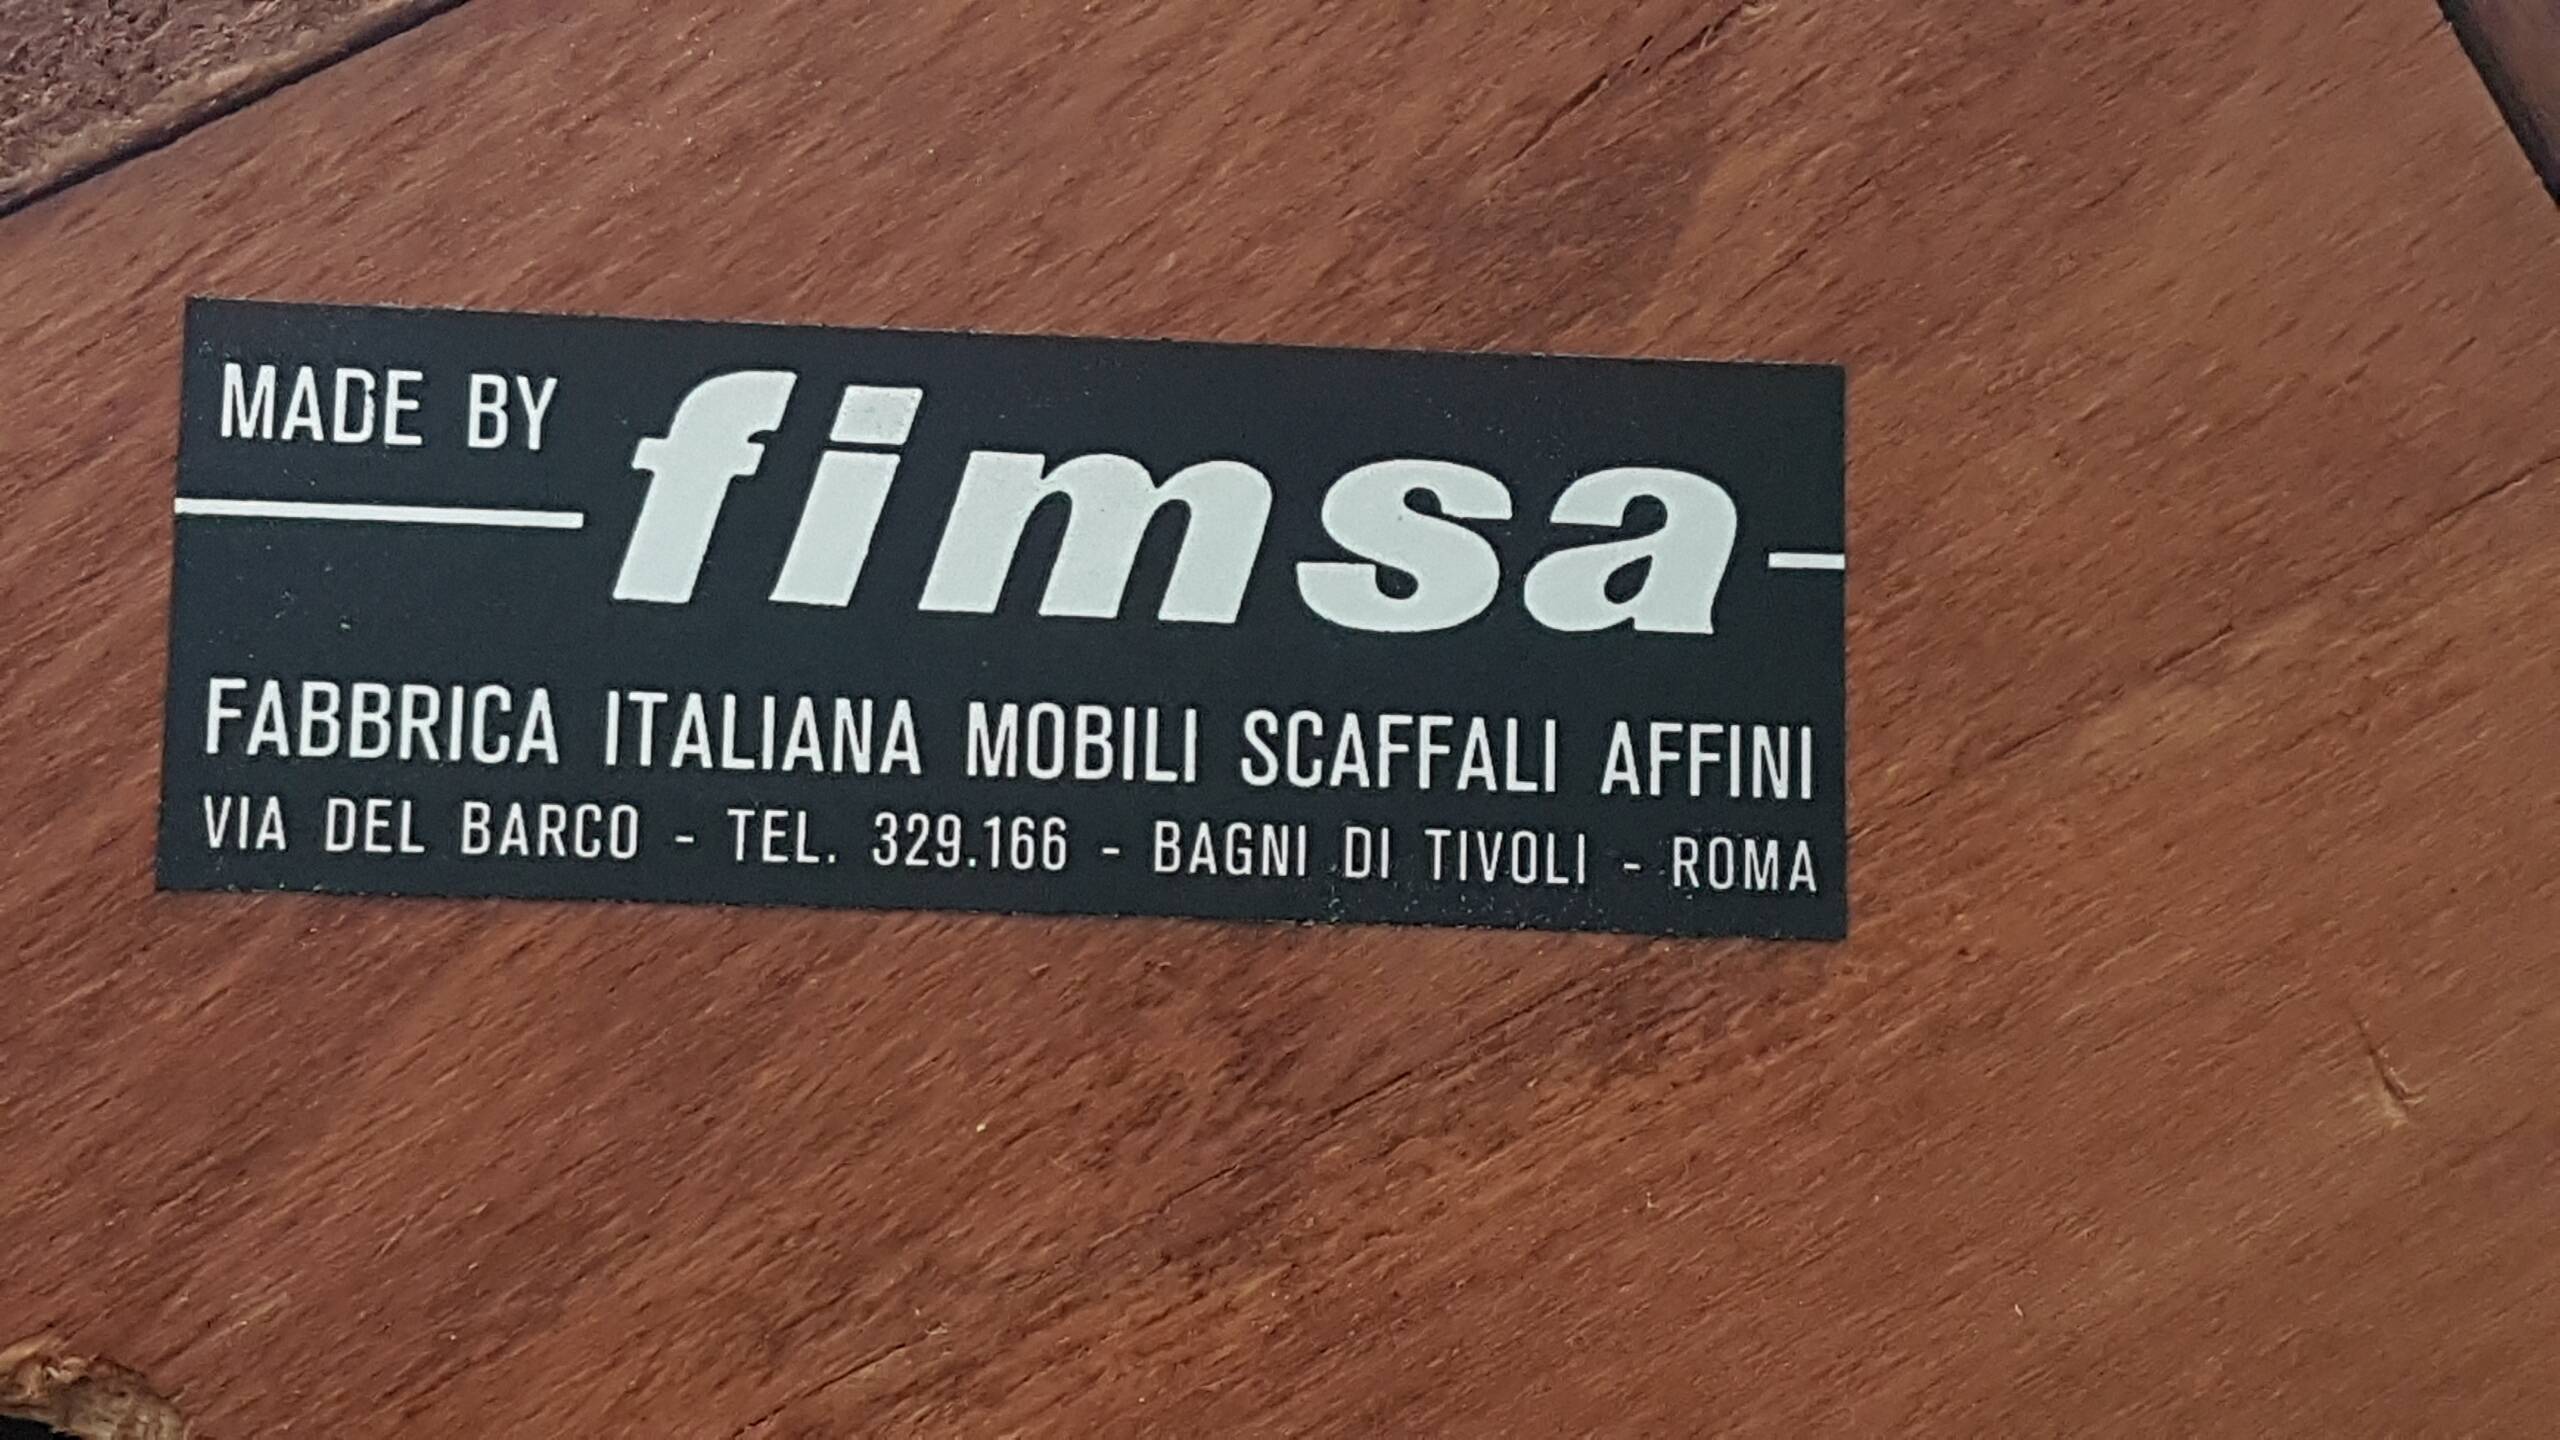 MADE BY fimsa
FABBRICA ITALIANA MOBILI SCAFFALI AFFINI
VIA DEL BARCO - TEL. 329.166 - BAGNI DI TIVOLI - ROMA